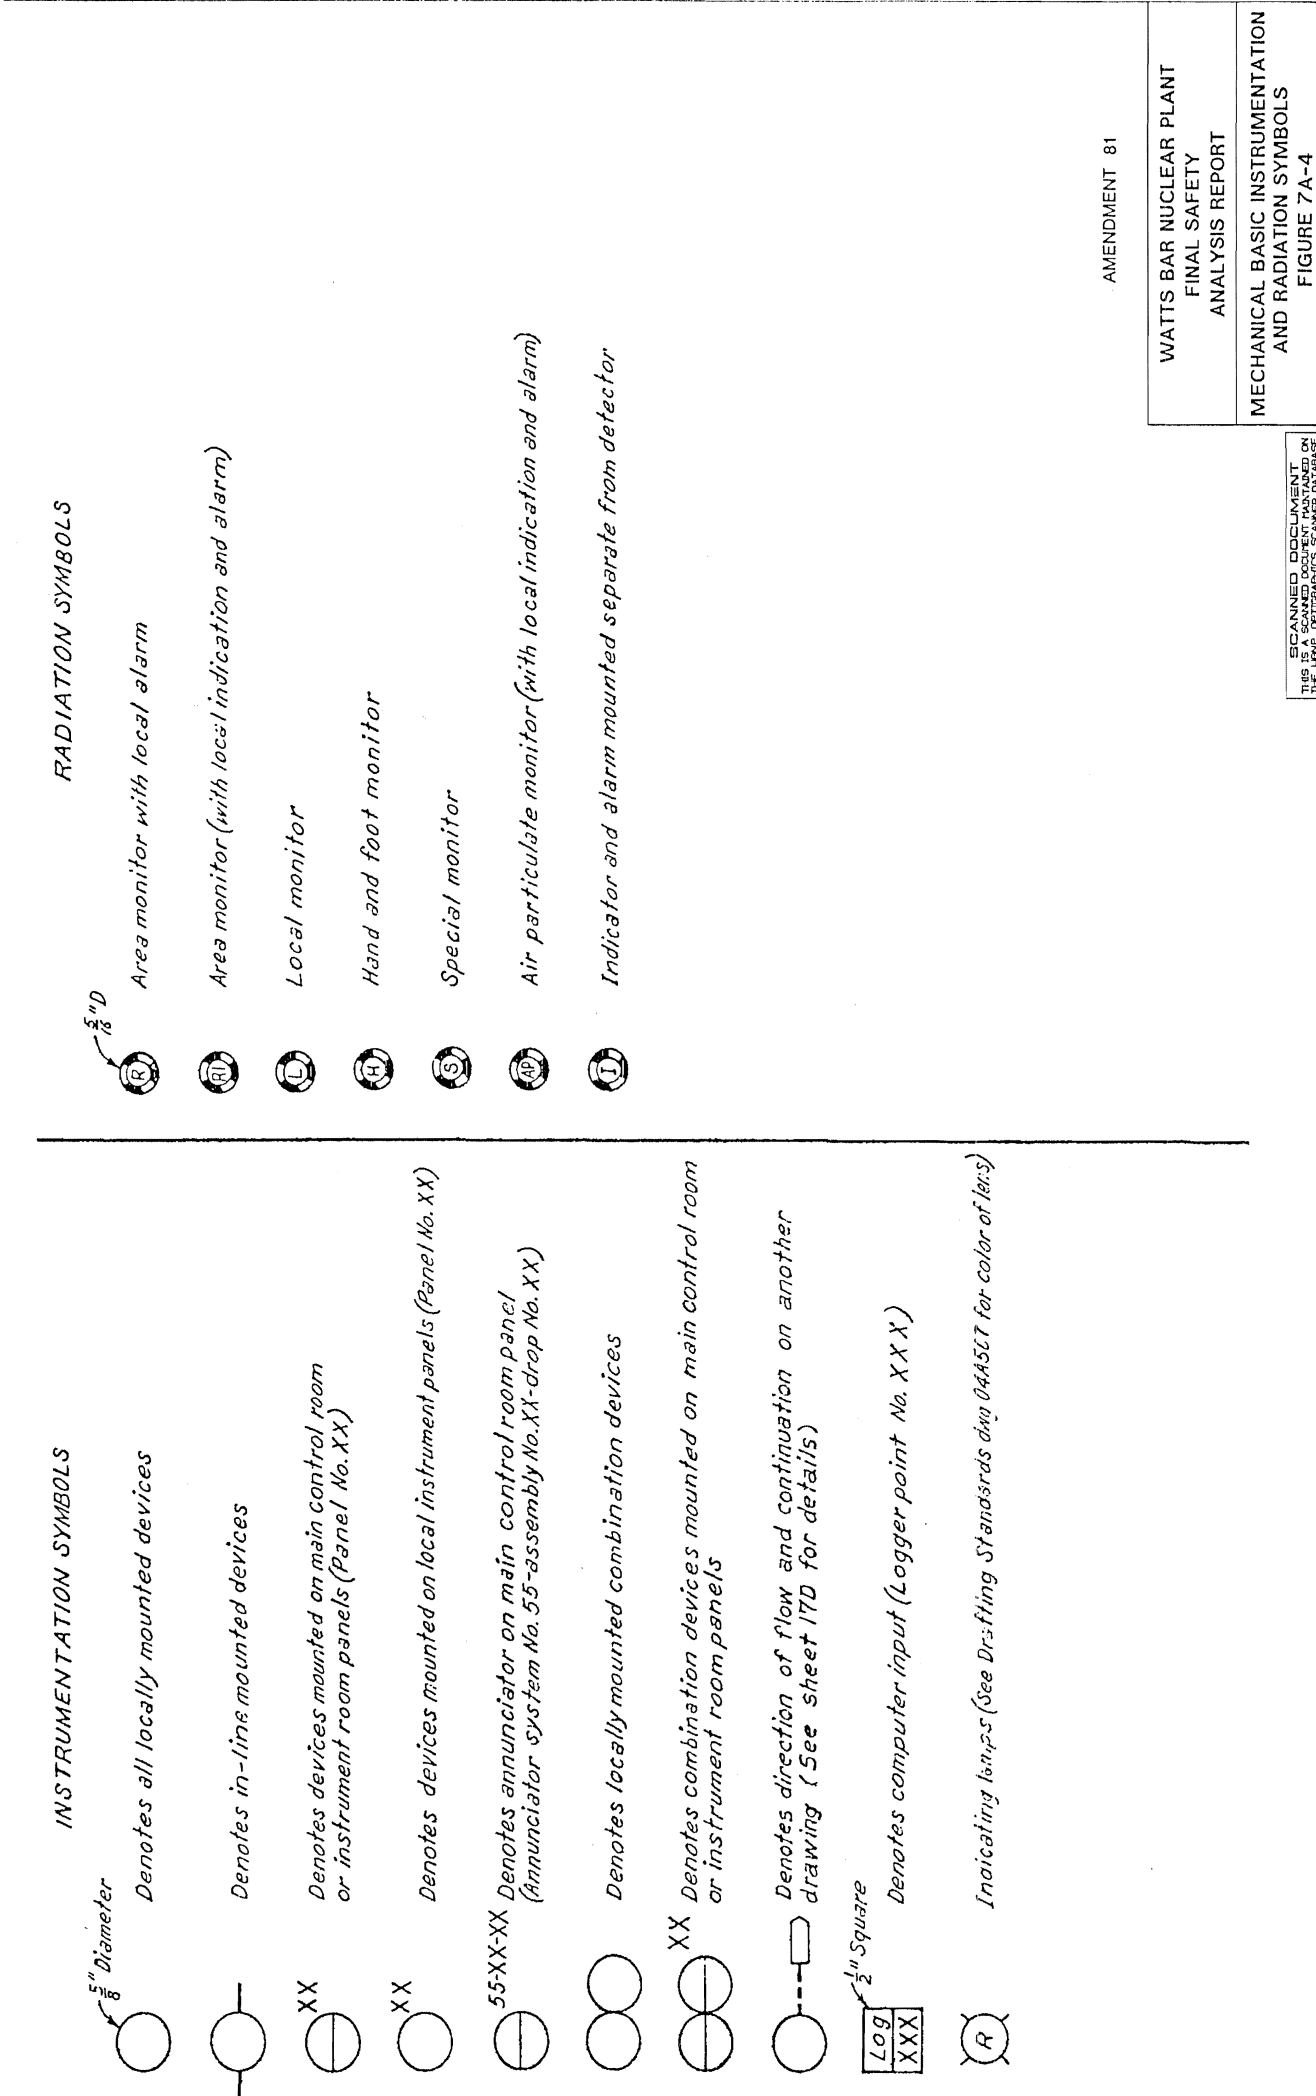 INSTRUMENTATION SYMBOLS
5/8" Diameter
Denotes all locally mounted devices
Denotes in-line mounted devices
XX
Denotes devices mounted on main control room
or instrument room panels (Panel No. XX)
XX
Denotes devices mounted on local instrument panels (Panel No. XX)
55-XX-XX
Denotes annunciator on main control room panel
(Annunciator system No. 55-assembly No. XX-drop No. XX)
Denotes locally mounted combination devices
XX
Denotes combination devices mounted on main control room
or instrument room panels
Denotes direction of flow and continuation on another
drawing (See sheet 17D for details)
1/2" Square
Log
XXX
Denotes computer input (Logger point No. XXX)
R
Indicating lamps (See Drafting Standards dwg for color of lens)
RADIATION SYMBOLS
5/16" D
R
Area monitor with local alarm
RI
Area monitor (with local indication and alarm)
L
Local monitor
H
Hand and foot monitor
S
Special monitor
AP
Air particulate monitor (with local indication and alarm)
I
Indicator and alarm mounted separate from detector
AMENDMENT 81
WATTS BAR NUCLEAR PLANT
FINAL SAFETY
ANALYSIS REPORT
MECHANICAL BASIC INSTRUMENTATION
AND RADIATION SYMBOLS
FIGURE 7A-4
SCANNED DOCUMENT
THIS IS A SCANNED DOCUMENT MAINTAINED ON
THE SCANNER DATABASE